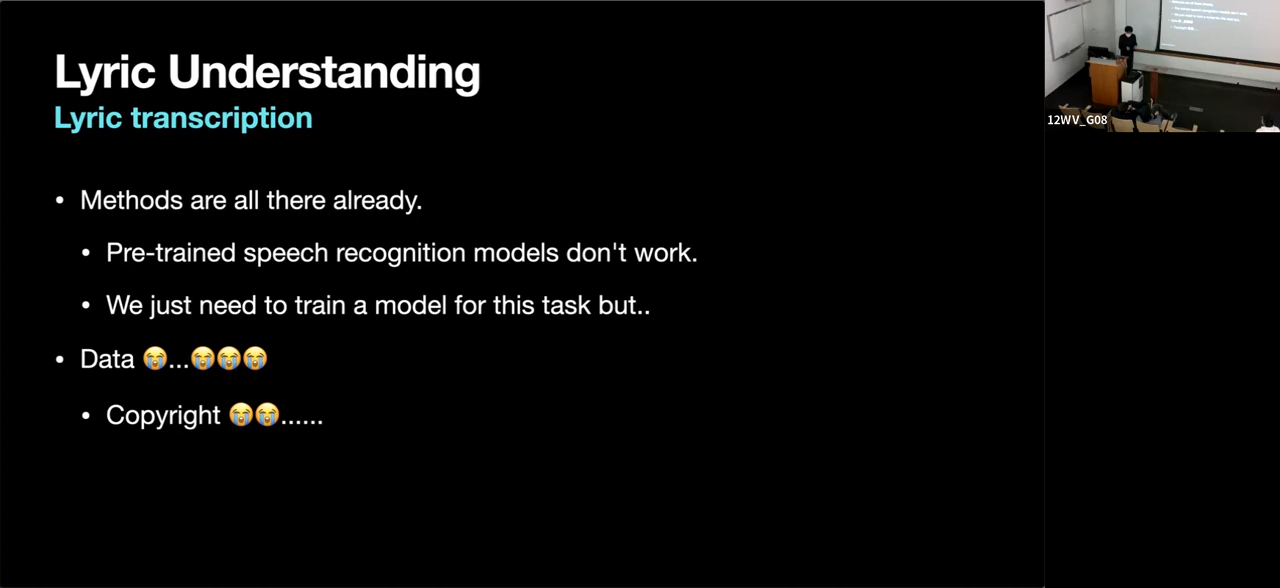 Lyric Understanding
Lyric transcription
• Methods are all there already.
• Pre-trained speech recognition models don't work.
• We just need to train a model for this task but..
• Data 😭...😭😭😭
• Copyright 😭😭......
12WV_G08